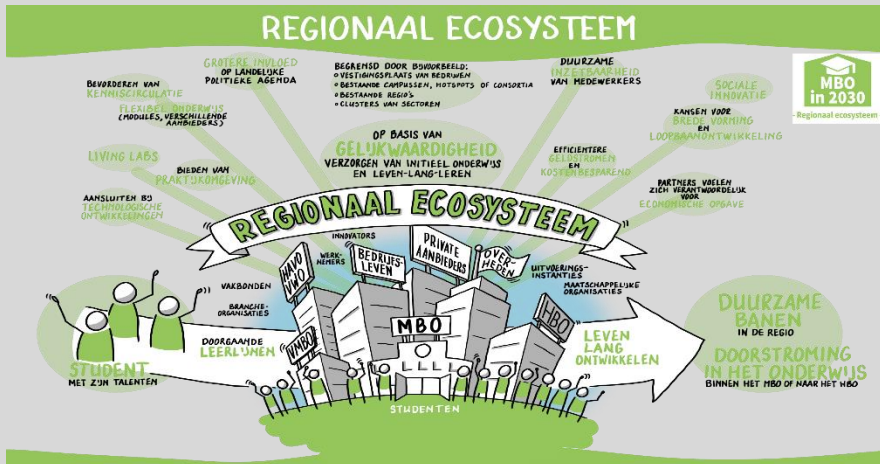 REGIONAAL ECOSYSTEEM
MBO
in 2030
- Regionaal ecosysteem -
BEVORDEREN VAN
KENNISCIRCULATIE
FLEXIBEL ONDERWIJS
(MODULES, VERSCHILLENDE
AANBIEDERS)
LIVING LABS
BIEDEN VAN
PRAKTIJKOMGEVING
AANSLUITEN BIJ
TECHNOLOGISCHE
ONTWIKKELINGEN
GROTERE INVLOED
OP LANDELIJKE
POLITIEKE AGENDA
BEGRENSD DOOR BIJVOORBEELD:
o VESTIGINGSPLAATS VAN BEDRIJVEN
o BESTAANDE CAMPUSSEN, HOTSPOTS OF CONSORTIA
o BESTAANDE REGIO'S
o CLUSTERS VAN SECTOREN
OP BASIS VAN
GELIJKWAARDIGHEID
VERZORGEN VAN INITIEEL ONDERWIJS
EN LEVEN-LANG-LEREN
DUURZAME
INZETBAARHEID
VAN MEDEWERKERS
SOCIALE
INNOVATIE
KANSEN VOOR
BREDE VORMING
EN
LOOPBAANONTWIKKELING
EFFICIENTERE
GELDSTROMEN
EN
KOSTENBESPAREND
PARTNERS VOELEN
ZICH VERANTWOORDELIJK
VOOR
ECONOMISCHE OPGAVE
REGIONAAL ECOSYSTEEM
INNOVATORS
WERK-
NEMERS
VAKBONDEN
BRANCHE-
ORGANISATIES
HAVO
VWO
BEDRIJFS-
LEVEN
PRIVATE
AANBIEDERS
OVER-
HEDEN
UITVOERINGS-
INSTANTIES
MAATSCHAPPELIJKE
ORGANISATIES
VMBO
MBO
HBO
STUDENT
MET ZIJN TALENTEN
DOORGAANDE
LEERLIJNEN
STUDENTEN
LEVEN
LANG
ONTWIKKELEN
DUURZAME
BANEN
IN DE REGIO
DOORSTROMING
IN HET ONDERWIJS
BINNEN HET MBO OF NAAR HET HBO